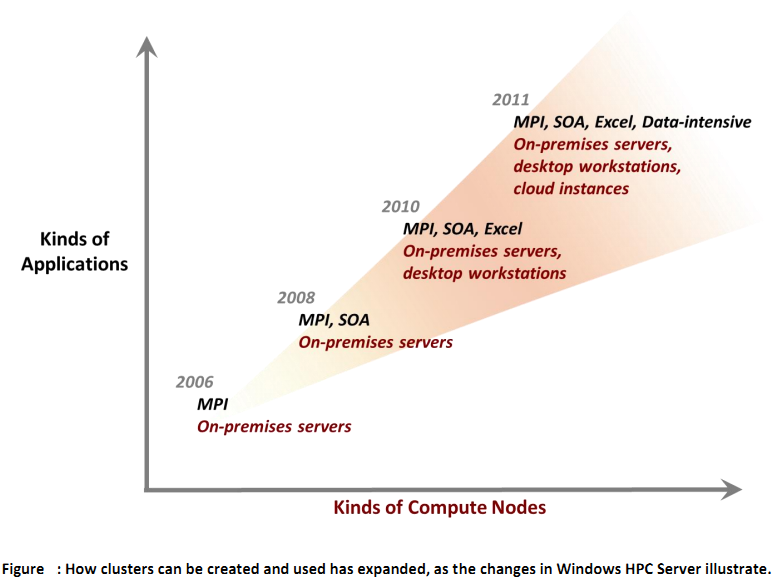 2011
MPI, SOA, Excel, Data-intensive
On-premises servers,
desktop workstations,
cloud instances
2010
MPI, SOA, Excel
On-premises servers,
desktop workstations
Kinds of
Applications
2008
MPI, SOA
On-premises servers
2006
MPI
On-premises servers
Kinds of Compute Nodes
Figure : How clusters can be created and used has expanded, as the changes in Windows HPC Server illustrate.